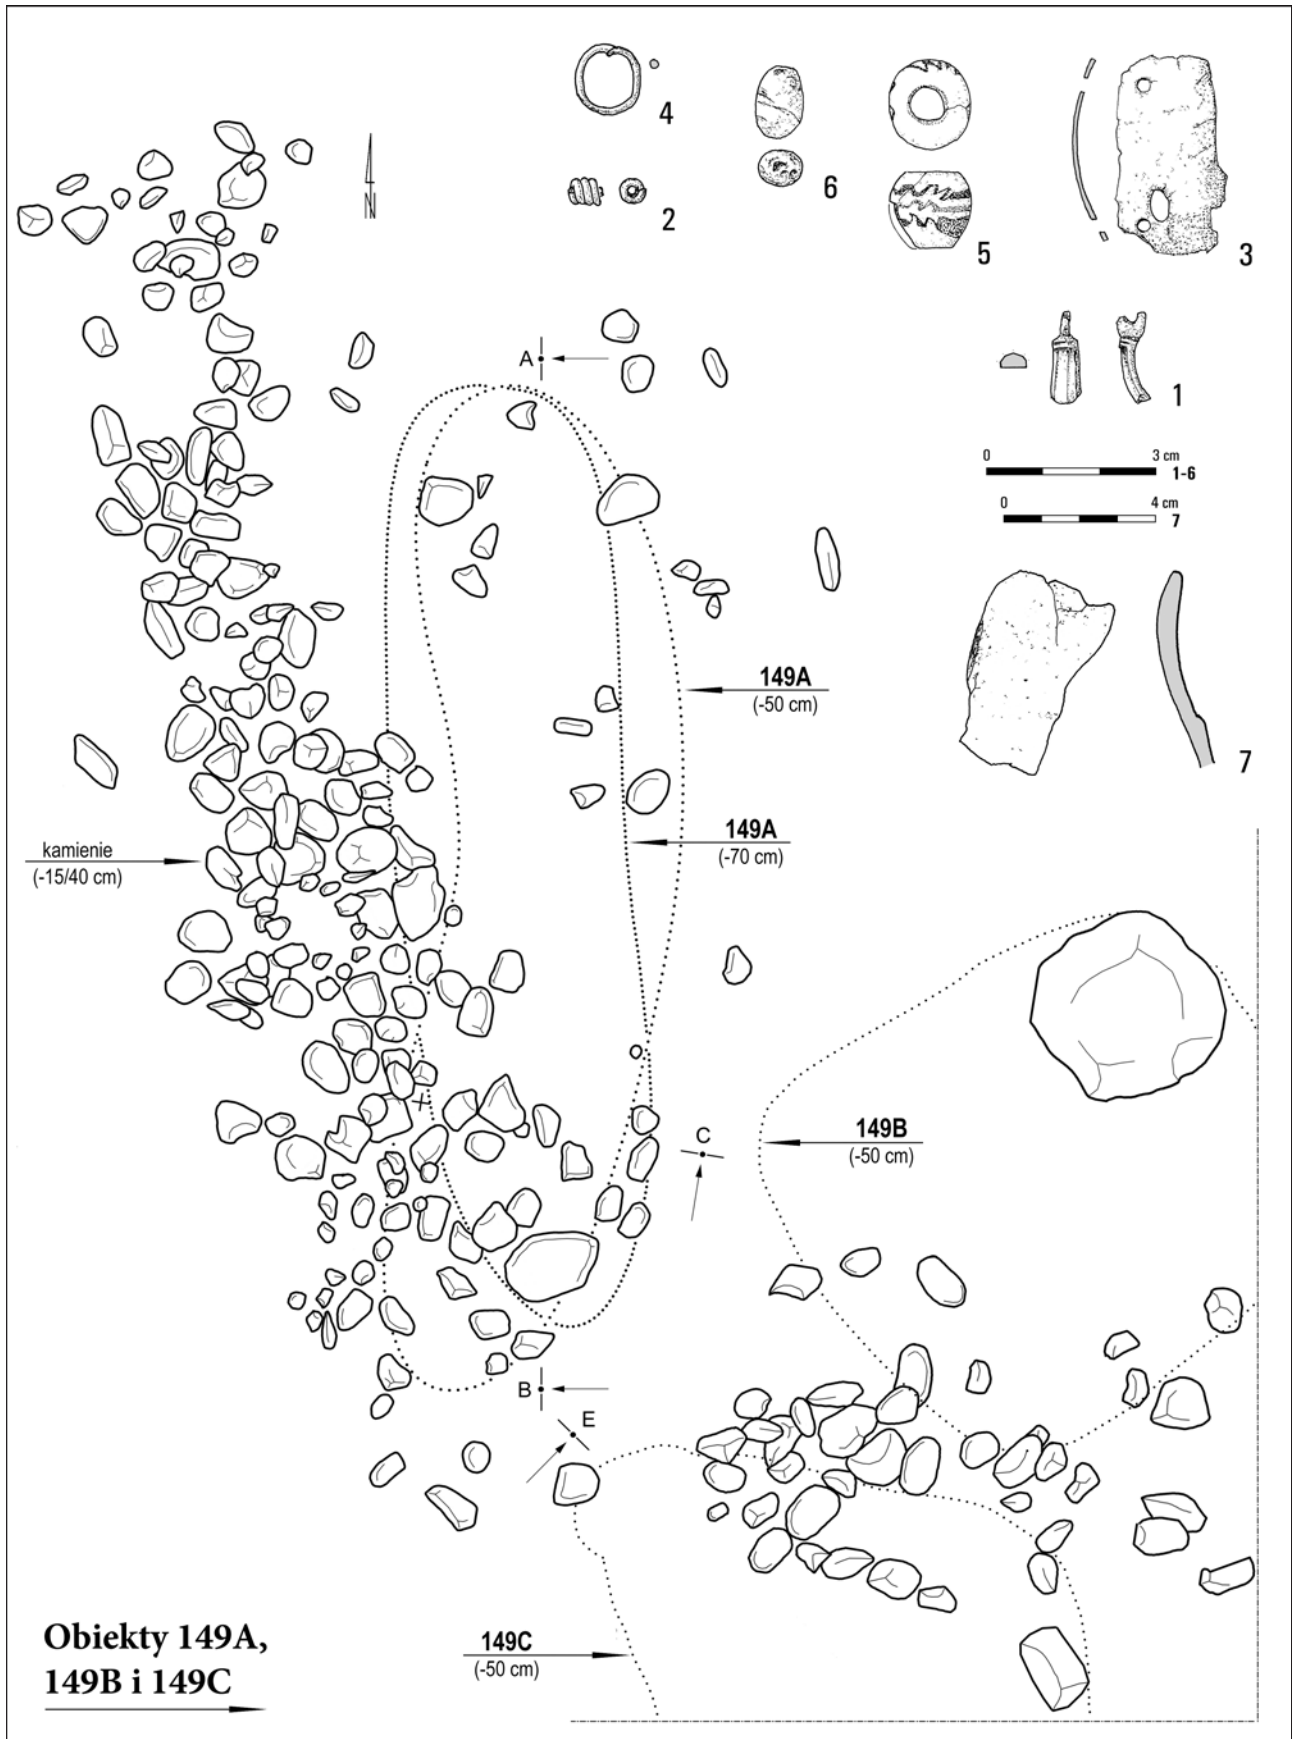 4
2
6
5
3
N
A
1
0 3 cm
1-6
0 4 cm
7
7
149A
(-50 cm)
149A
(-70 cm)
kamienie
(-15/40 cm)
C
149B
(-50 cm)
B
E
149C
(-50 cm)
Obiekty 149A,
149B i 149C